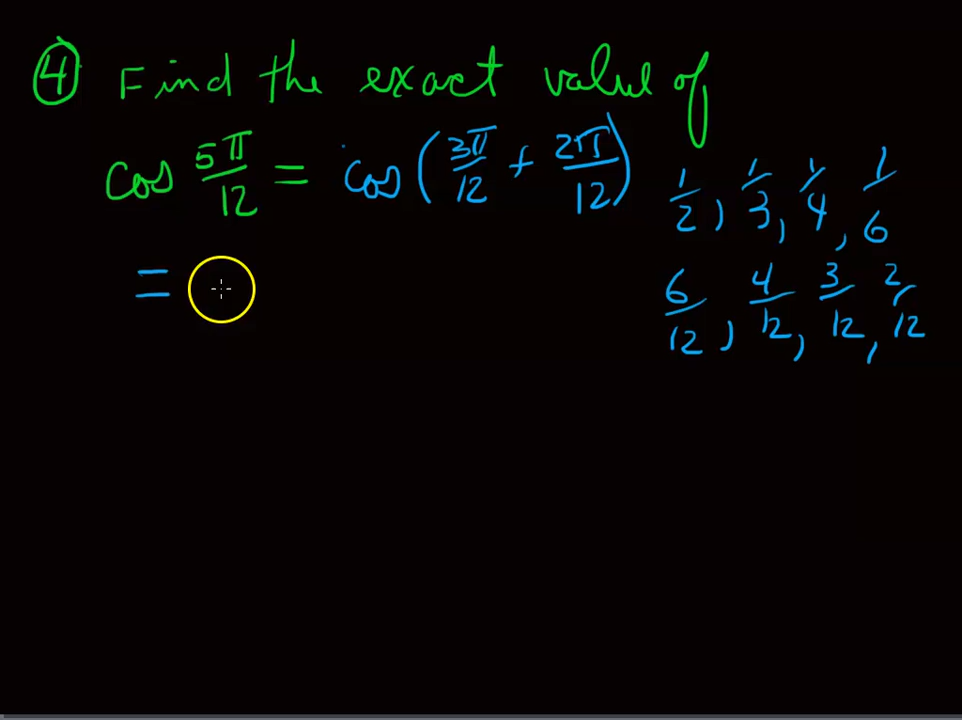 ④ Find the exact value of
cos 5π/12 = cos(3π/12 + 2π/12)
=
1/2, 1/3, 1/4, 1/6
6/12, 4/12, 3/12, 2/12